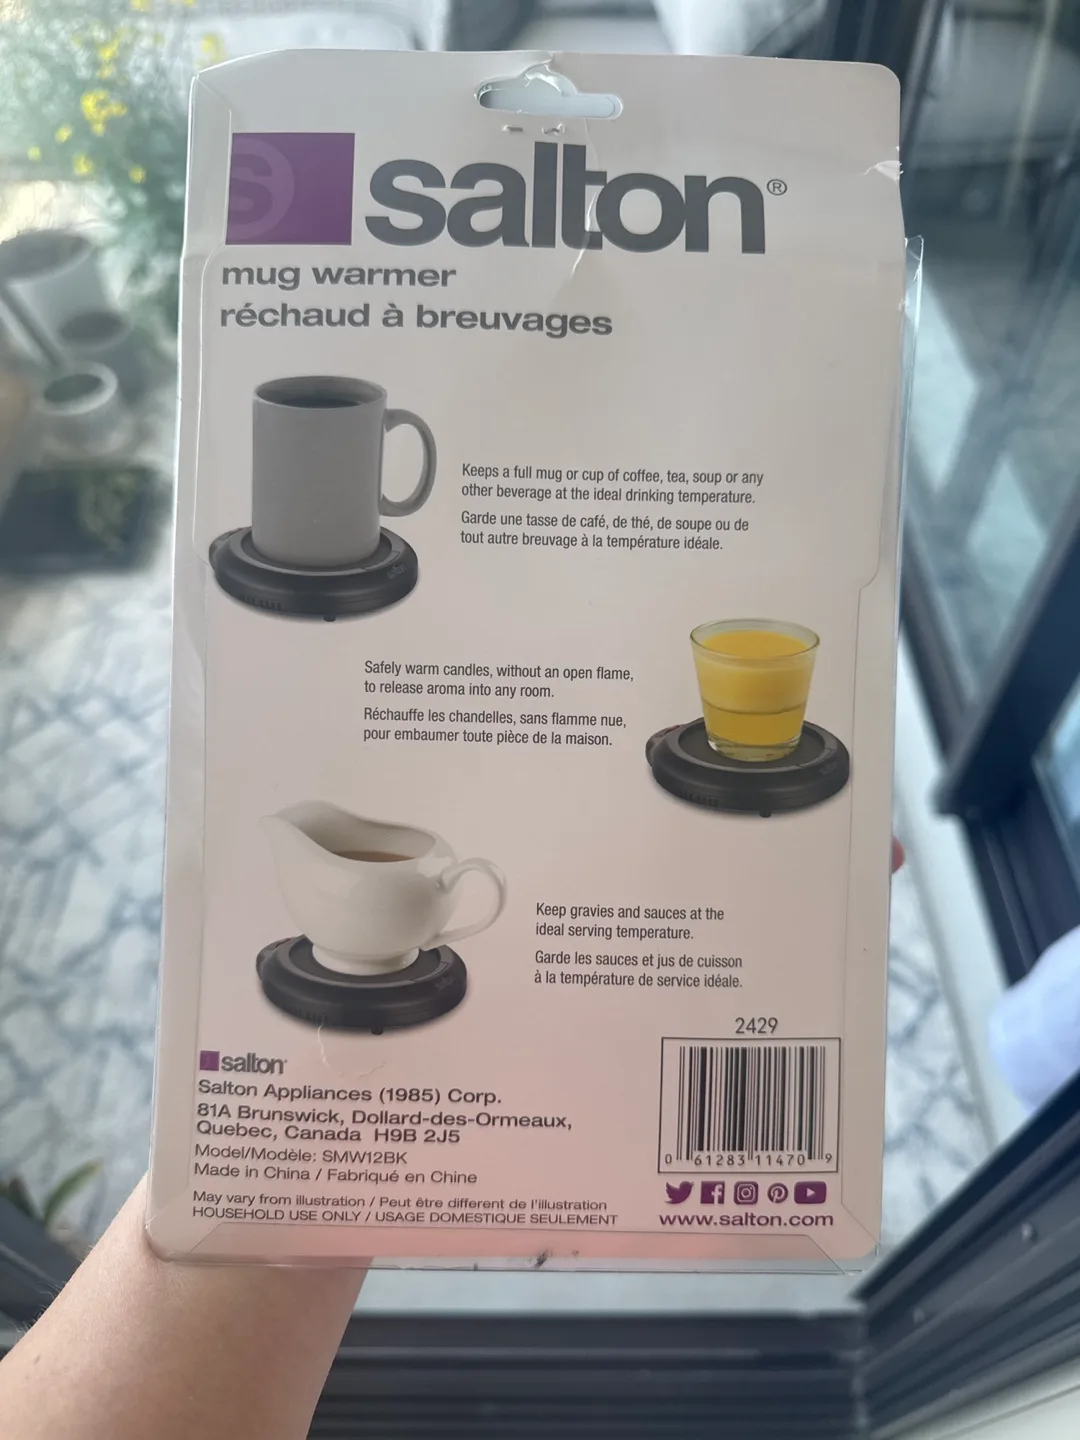 salton®
mug warmer
réchaud à breuvages
Keeps a full mug or cup of coffee, tea, soup or any
other beverage at the ideal drinking temperature.
Garde une tasse de café, de thé, de soupe ou de
tout autre breuvage à la température idéale.
Safely warm candles, without an open flame,
to release aroma into any room.
Réchauffe les chandelles, sans flamme nue,
pour embaumer toute pièce de la maison.
Keep gravies and sauces at the
ideal serving temperature.
Garde les sauces et jus de cuisson
à la température de service idéale.
salton
Salton Appliances (1985) Corp.
81A Brunswick, Dollard-des-Ormeaux,
Quebec, Canada H9B 2J5
Model/Modèle: SMW12BK
Made in China / Fabriqué en Chine
May vary from illustration / Peut être different de l'illustration
HOUSEHOLD USE ONLY / USAGE DOMESTIQUE SEULEMENT
2429
0 61283 11470 9
www.salton.com